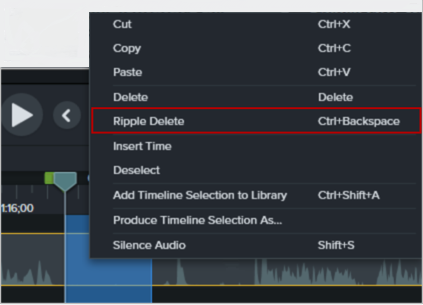 Cut Ctrl+X
Copy Ctrl+C
Paste Ctrl+V
Delete Delete
Ripple Delete Ctrl+Backspace
Insert Time
Deselect
Add Timeline Selection to Library Ctrl+Shift+A
1:16;00
Produce Timeline Selection As...
Silence Audio Shift+S